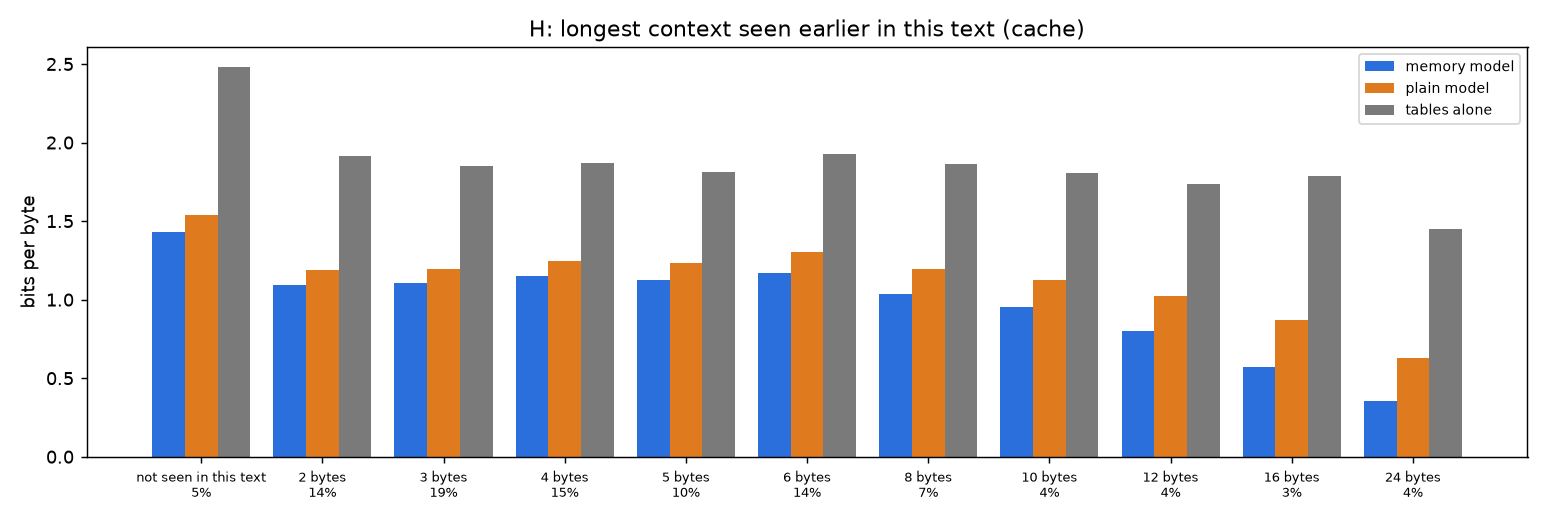 H: longest context seen earlier in this text (cache)
memory model
plain model
tables alone
bits per byte
2.5
2.0
1.5
1.0
0.5
0.0
not seen in this text 2 bytes 3 bytes 4 bytes 5 bytes 6 bytes 8 bytes 10 bytes 12 bytes 16 bytes 24 bytes
5% 14% 19% 15% 10% 14% 7% 4% 4% 3% 4%